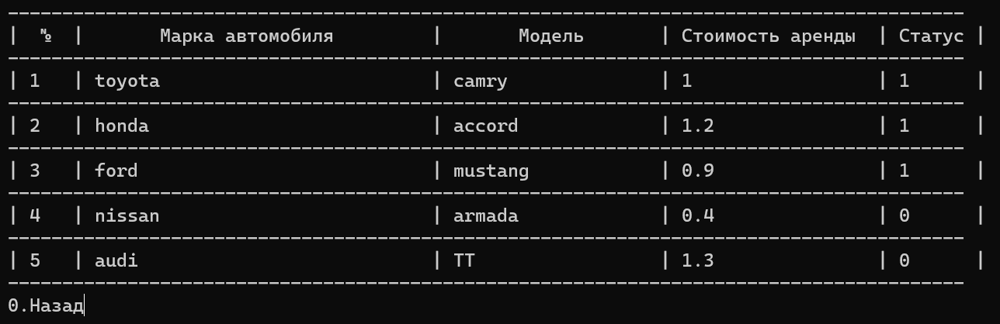 | № | Марка автомобиля | Модель | Стоимость аренды | Статус |
| 1 | toyota | camry | 1 | 1 |
| 2 | honda | accord | 1.2 | 1 |
| 3 | ford | mustang | 0.9 | 1 |
| 4 | nissan | armada | 0.4 | 0 |
| 5 | audi | TT | 1.3 | 0 |
0.Назад